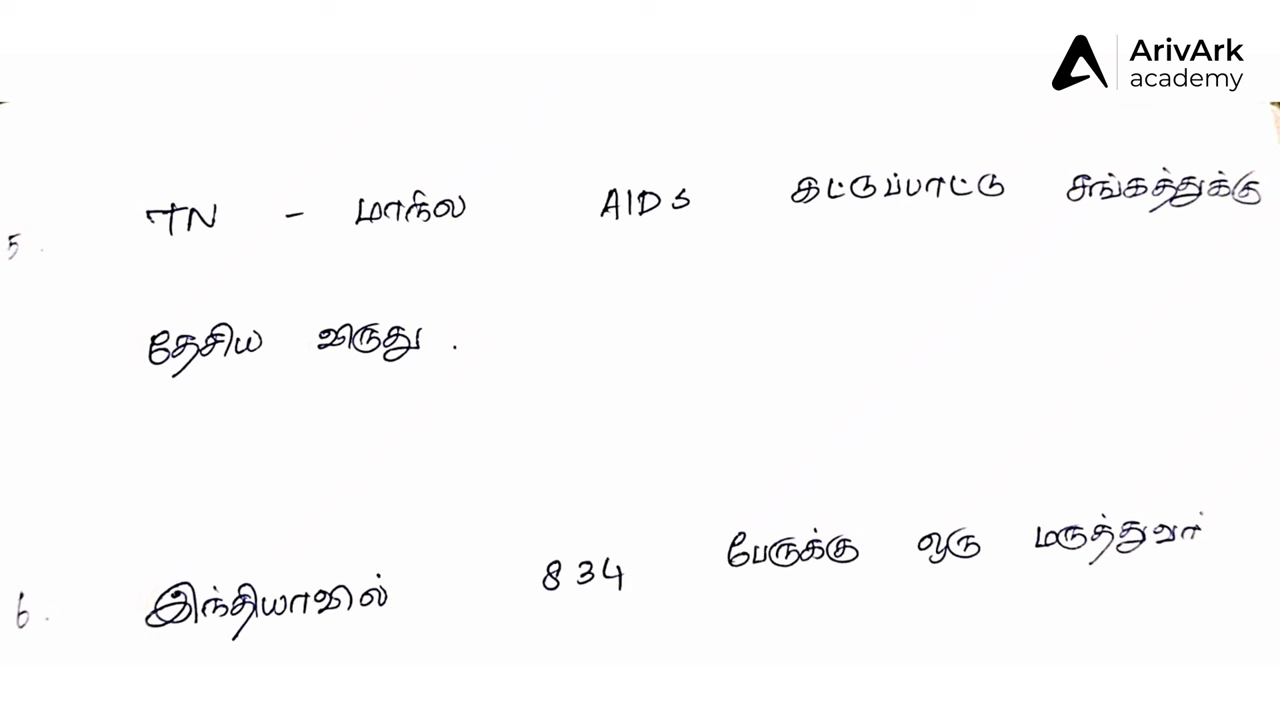 ArivArk
academy
5. TN - மாநில AIDS கட்டுப்பாட்டு சங்கத்துக்கு
தேசிய விருது.
6. இந்தியாவில் 834 பேருக்கு ஒரு மருத்துவர்